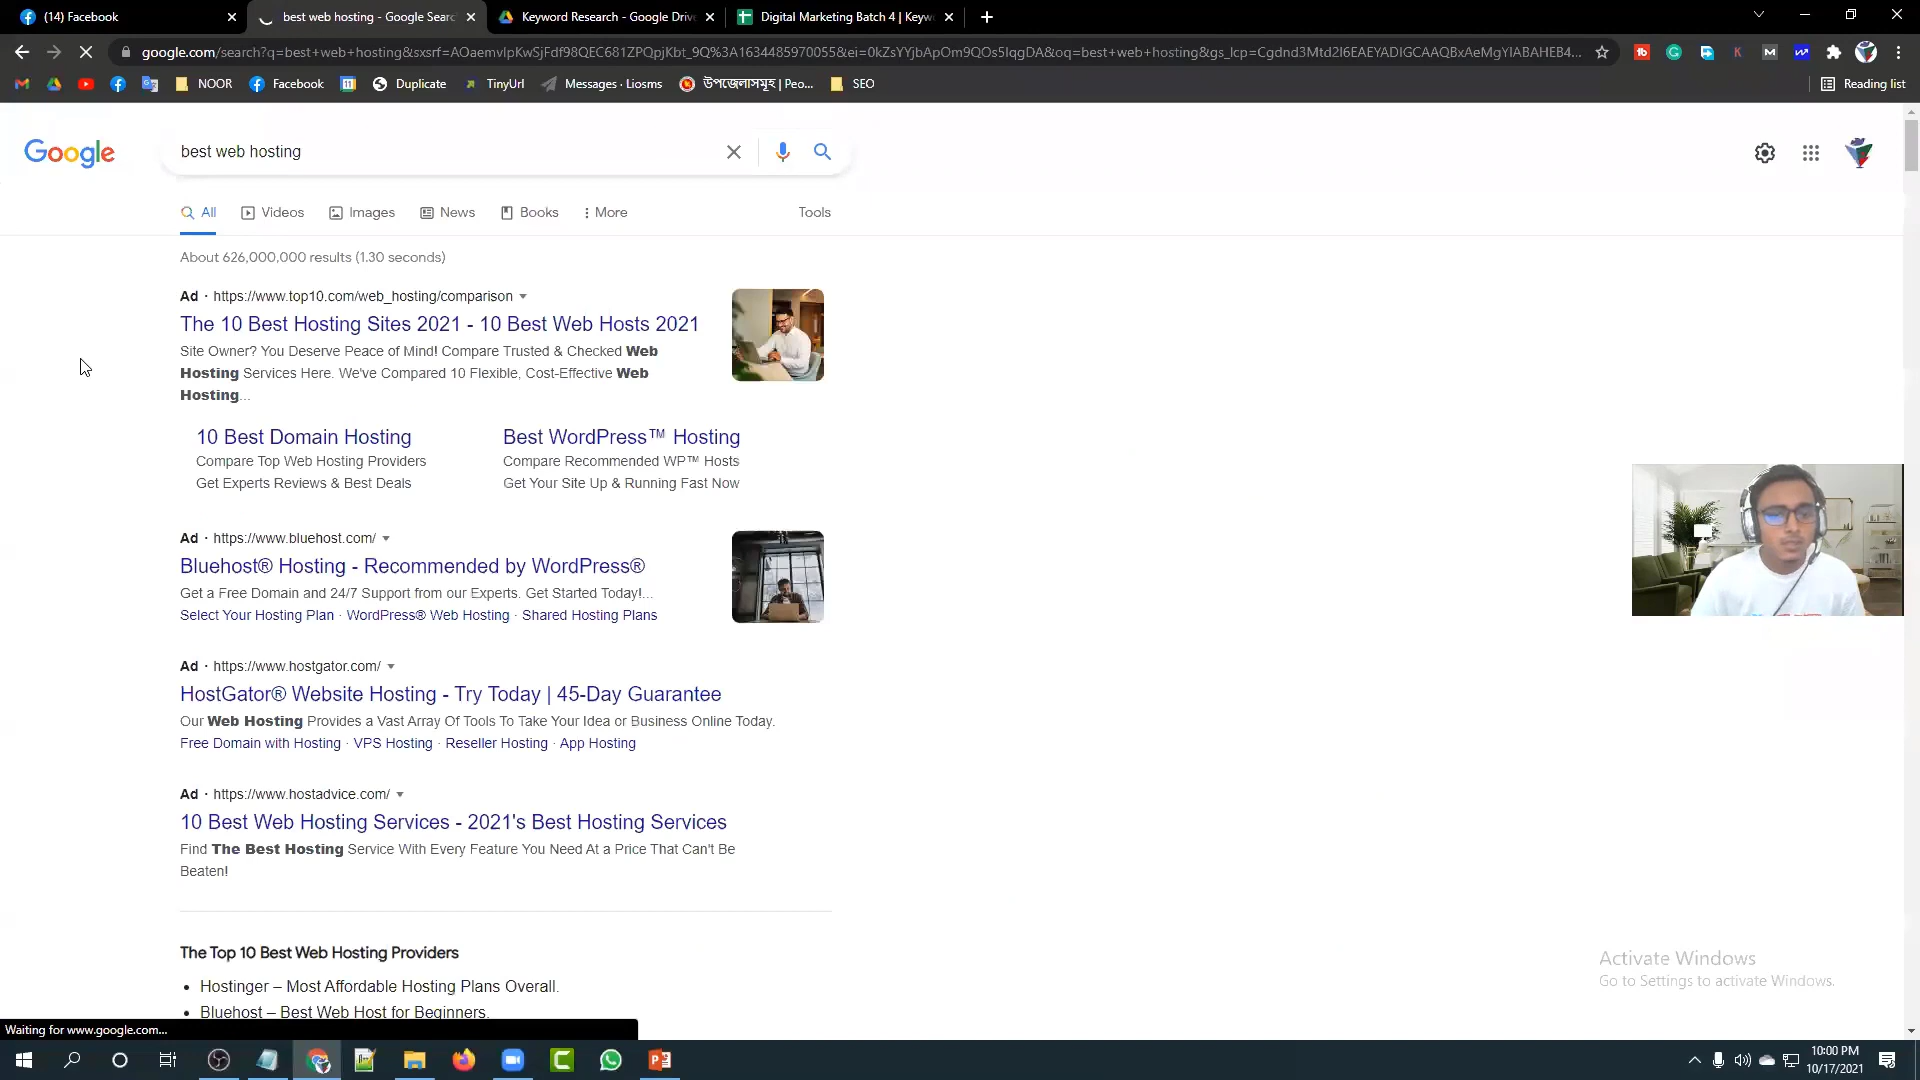 (14) Facebook
best web hosting - Google Searc
Keyword Research - Google Driv
Digital Marketing Batch 4 | Keyw
google.com/search?q=best+web+hosting&sxsrf=AOaemvIpKwSjFdf98QEC681ZPQpjKbt_9Q%3A1634485970055&ei=0kZsYYjbApOm9QOs5IqgDA&oq=best+web+hosting&gs_lcp=Cgdnd3Mtd2l6EAEYADIGCAAQBxAeMgYIABAHEB4...
NOOR
Facebook
Duplicate
TinyUrl
Messages · Liosms
উপজেলাসমূহ | Peo...
SEO
Reading list
Google
best web hosting
All
Videos
Images
News
Books
More
Tools
About 626,000,000 results (1.30 seconds)
Ad · https://www.top10.com/web_hosting/comparison
The 10 Best Hosting Sites 2021 - 10 Best Web Hosts 2021
Site Owner? You Deserve Peace of Mind! Compare Trusted & Checked Web
Hosting Services Here. We've Compared 10 Flexible, Cost-Effective Web
Hosting...
10 Best Domain Hosting
Compare Top Web Hosting Providers
Get Experts Reviews & Best Deals
Best WordPress™ Hosting
Compare Recommended WP™ Hosts
Get Your Site Up & Running Fast Now
Ad · https://www.bluehost.com/
Bluehost® Hosting - Recommended by WordPress®
Get a Free Domain and 24/7 Support from our Experts. Get Started Today!...
Select Your Hosting Plan · WordPress® Web Hosting · Shared Hosting Plans
Ad · https://www.hostgator.com/
HostGator® Website Hosting - Try Today | 45-Day Guarantee
Our Web Hosting Provides a Vast Array Of Tools To Take Your Idea or Business Online Today.
Free Domain with Hosting · VPS Hosting · Reseller Hosting · App Hosting
Ad · https://www.hostadvice.com/
10 Best Web Hosting Services - 2021's Best Hosting Services
Find The Best Hosting Service With Every Feature You Need At a Price That Can't Be
Beaten!
The Top 10 Best Web Hosting Providers
• Hostinger – Most Affordable Hosting Plans Overall.
• Bluehost – Best Web Host for Beginners.
Activate Windows
Go to Settings to activate Windows.
Waiting for www.google.com...
10:00 PM
10/17/2021